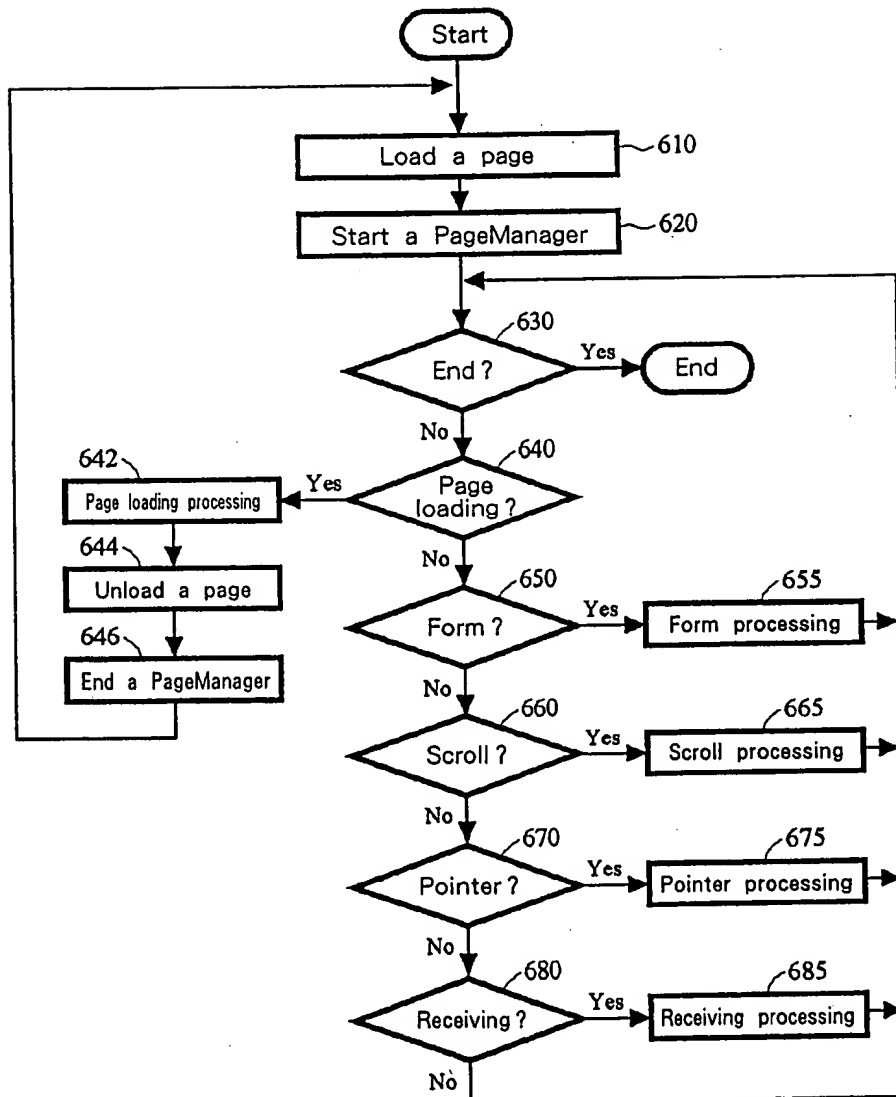 Start
Load a page
610
Start a PageManager
620
630
End ?
Yes
End
No
640
Page
loading ?
Yes
642
Page loading processing
644
Unload a page
646
End a PageManager
No
650
Form ?
Yes
655
Form processing
No
660
Scroll ?
Yes
665
Scroll processing
No
670
Pointer ?
Yes
675
Pointer processing
No
680
Receiving ?
Yes
685
Receiving processing
No